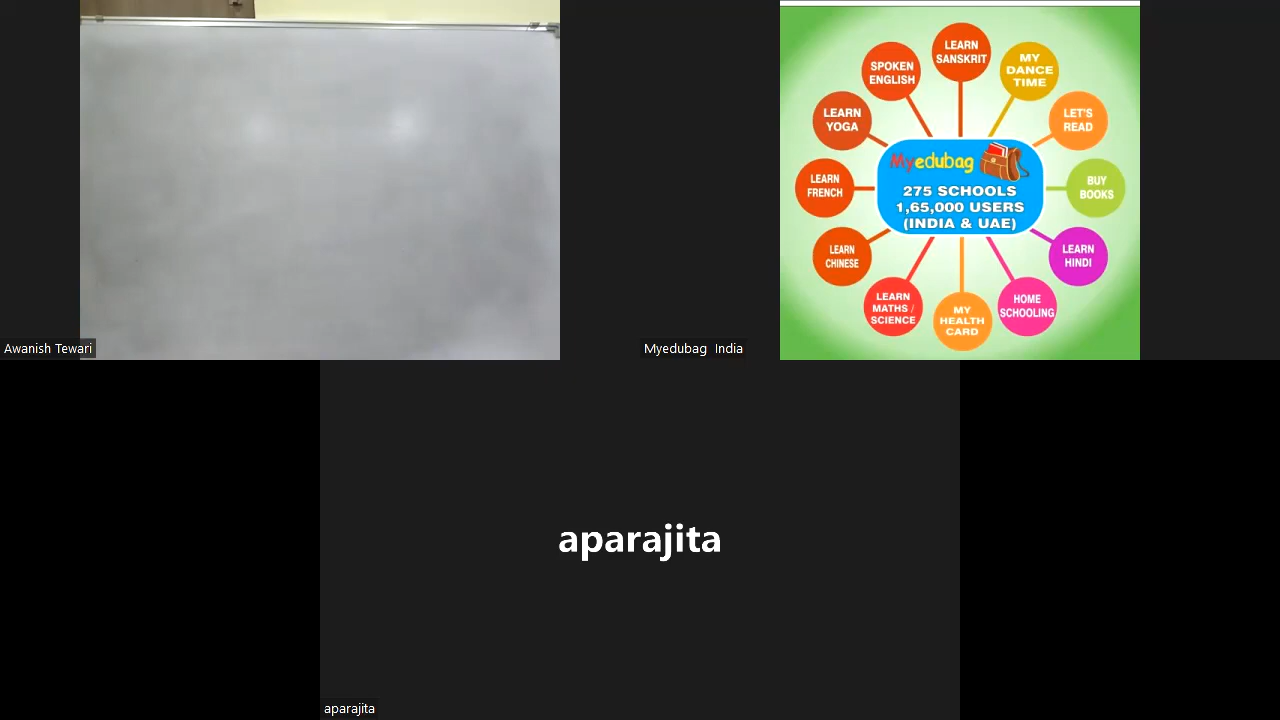 Awanish Tewari
LEARN
SANSKRIT
MY
DANCE
TIME
LET'S
READ
BUY
BOOKS
LEARN
HINDI
HOME
SCHOOLING
MY
HEALTH
CARD
LEARN
MATHS /
SCIENCE
LEARN
CHINESE
LEARN
FRENCH
LEARN
YOGA
SPOKEN
ENGLISH
Myedubag
275 SCHOOLS
1,65,000 USERS
(INDIA & UAE)
Myedubag India
aparajita
aparajita